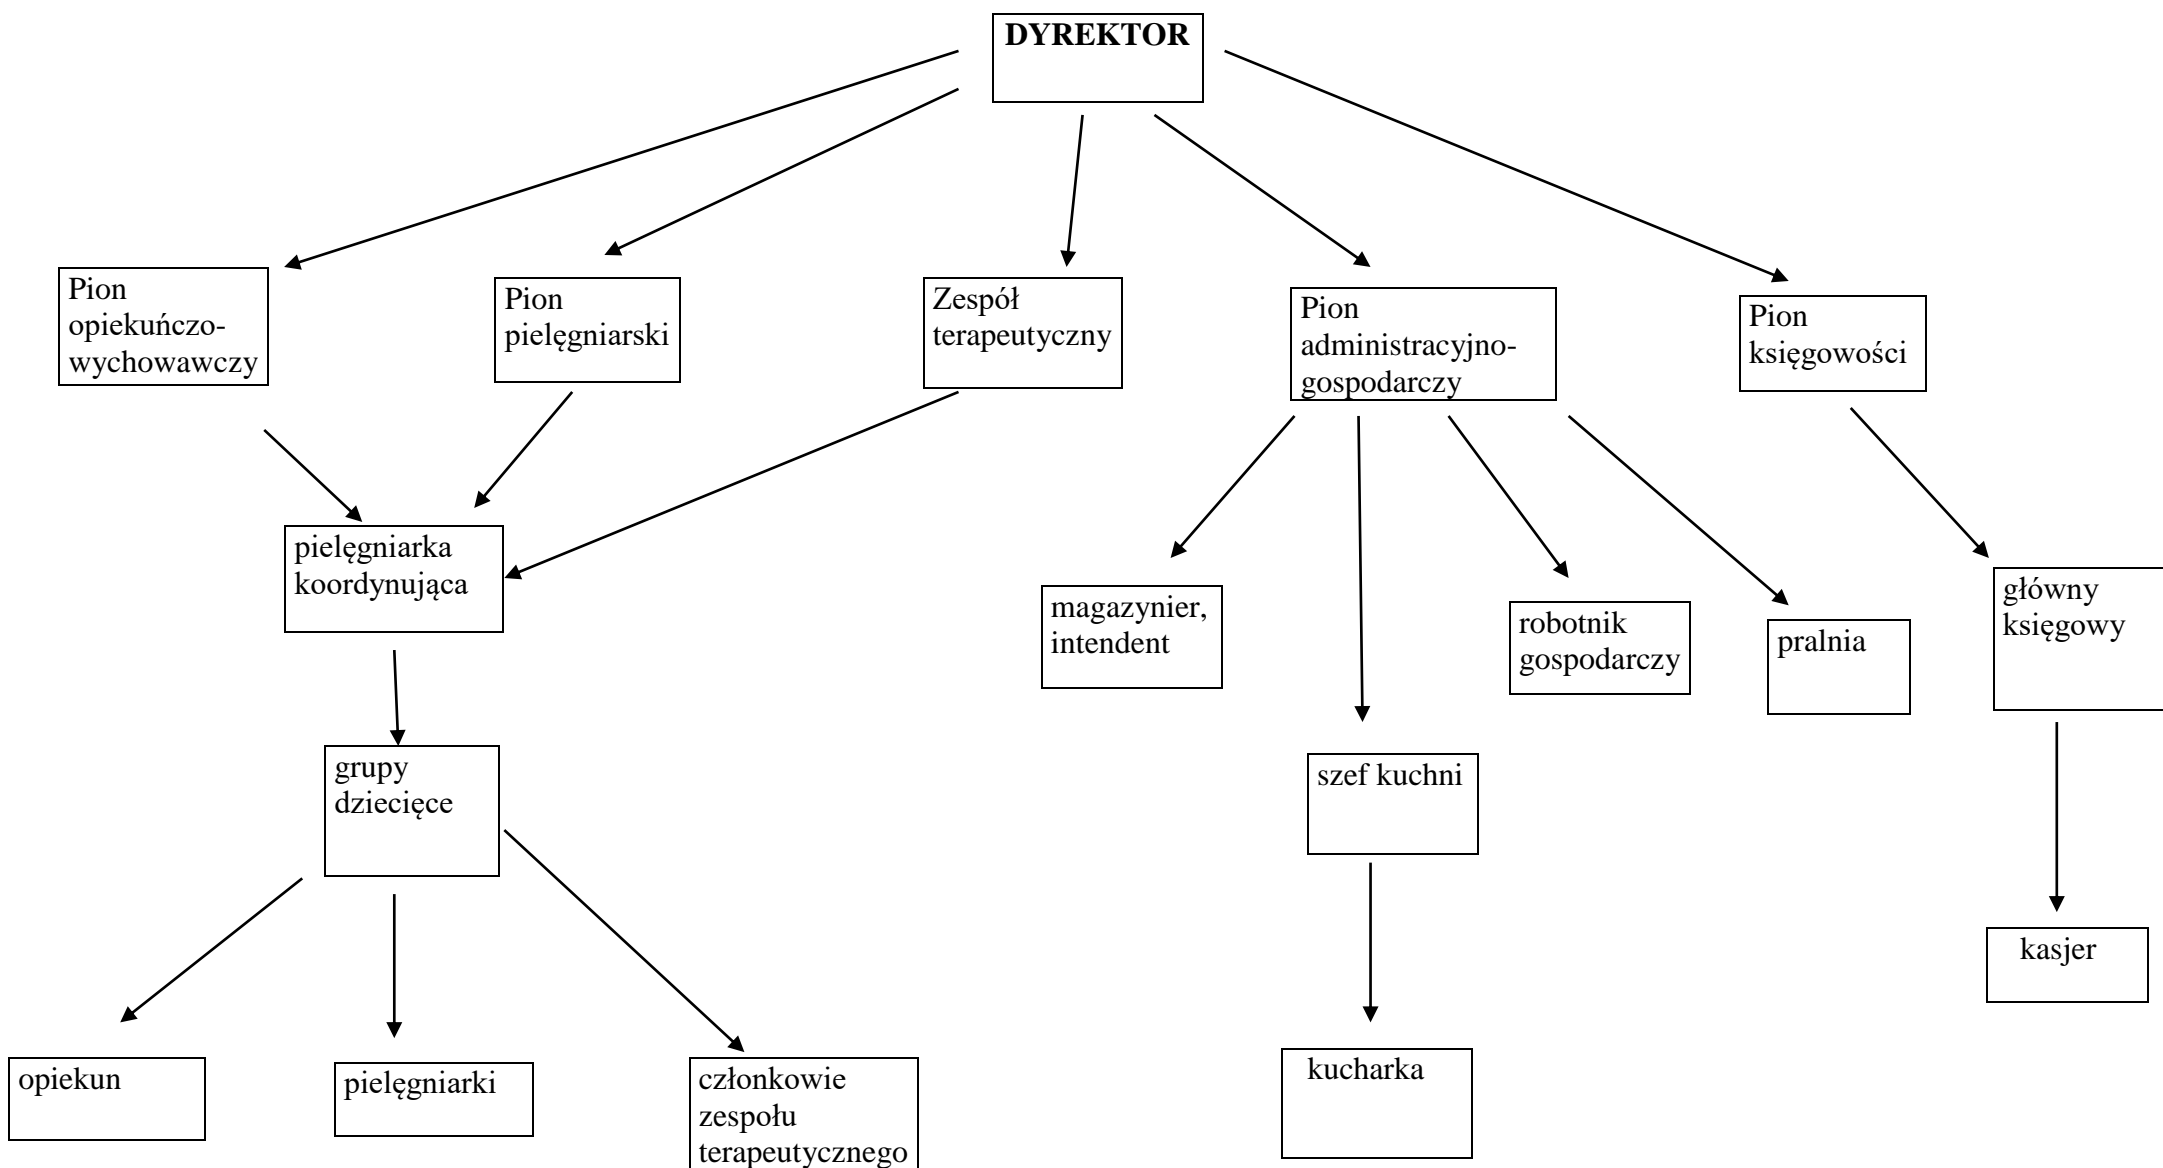 DYREKTOR
Pion
opiekuńczo-
wychowawczy
Pion
pielęgniarski
Zespół
terapeutyczny
Pion
administracyjno-
gospodarczy
Pion
księgowości
pielęgniarka
koordynująca
magazynier,
intendent
robotnik
gospodarczy
pralnia
główny
księgowy
grupy
dziecięce
szef kuchni
kasjer
opiekun
pielęgniarki
członkowie
zespołu
terapeutycznego
kucharka